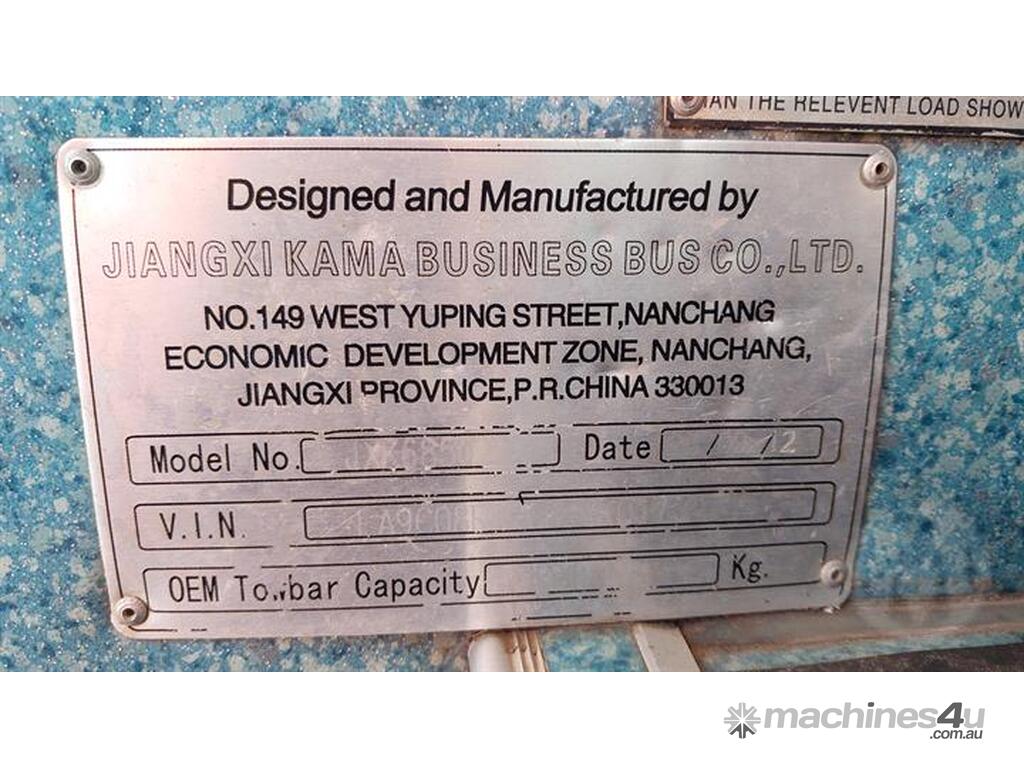 THE RELEVENT LOAD SHOW
Designed and Manufactured by
JIANGXI KAMA BUSINESS BUS CO.,LTD.
NO.149 WEST YUPING STREET,NANCHANG
ECONOMIC DEVELOPMENT ZONE, NANCHANG,
JIANGXI PROVINCE,P.R.CHINA 330013
Model No.
Date / /
V.I.N.
OEM Towbar Capacity Kg.
machines4u
.com.au